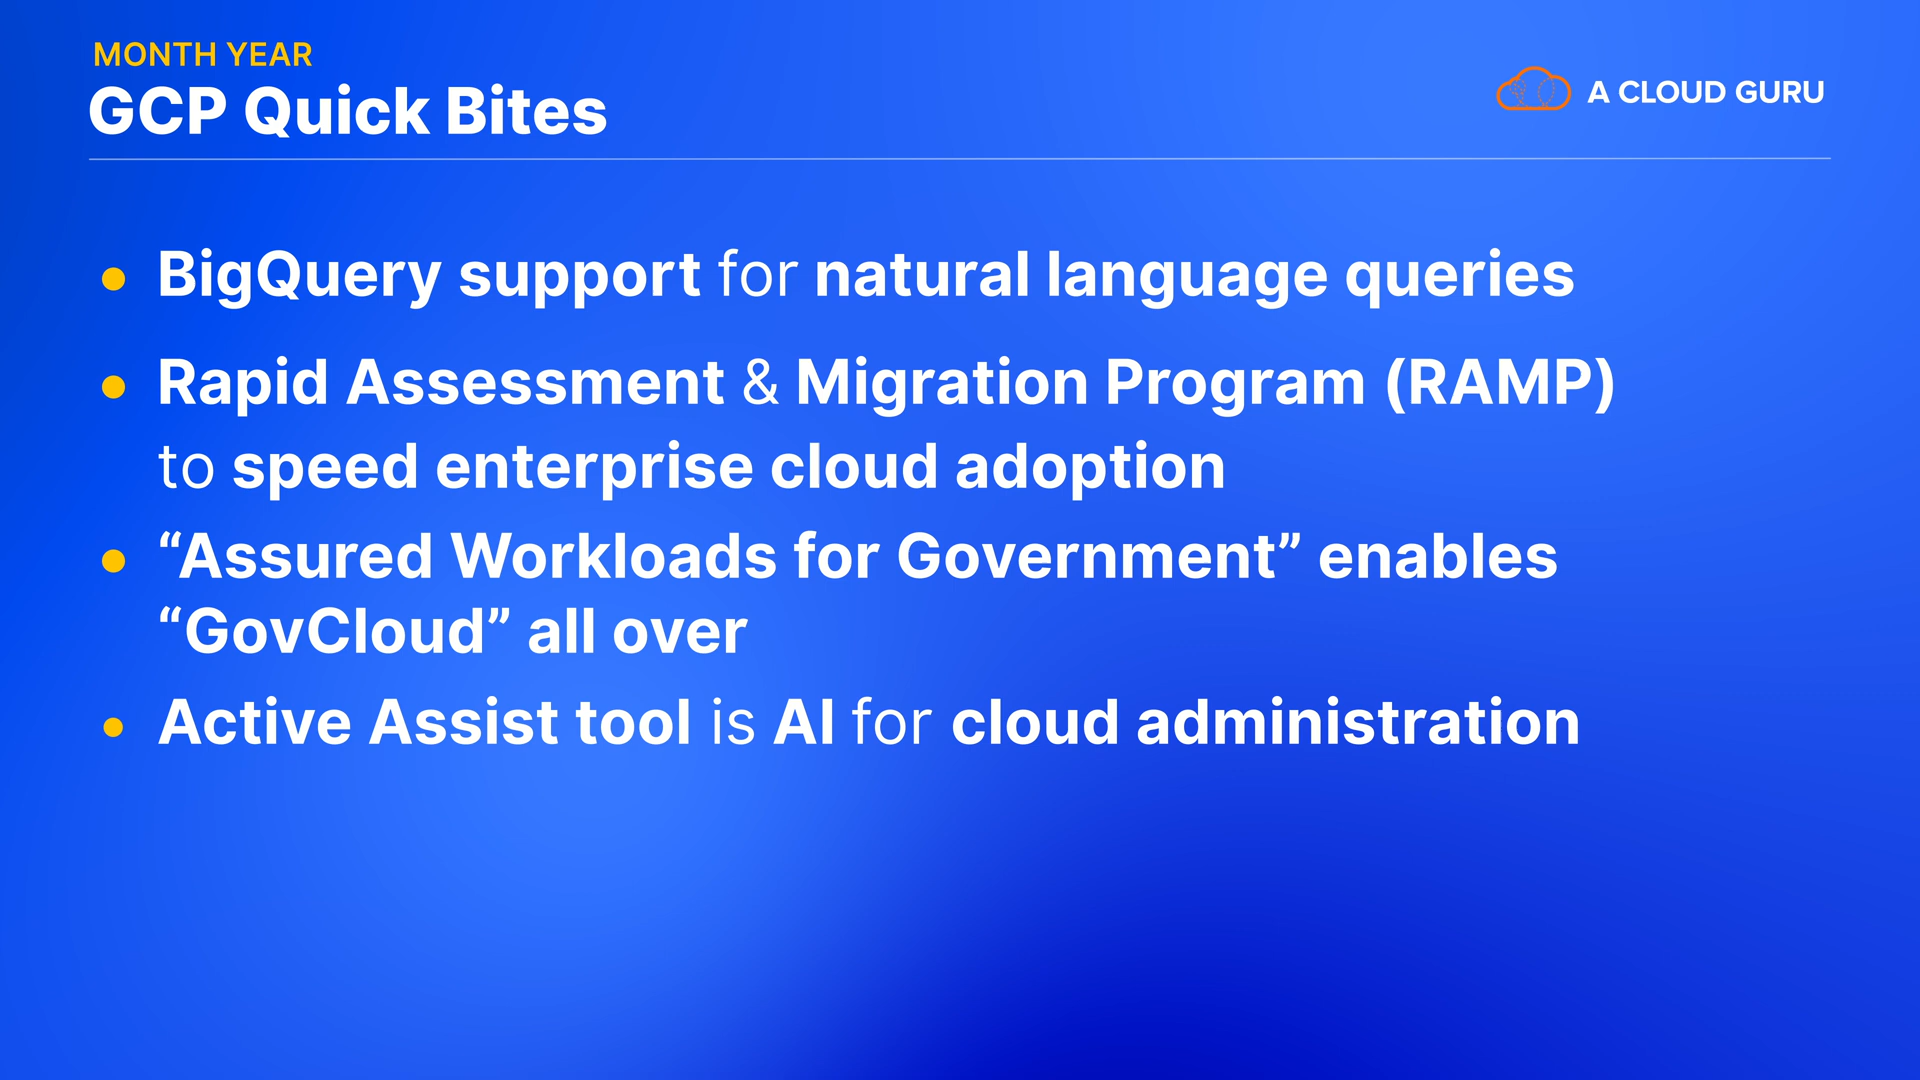 MONTH YEAR
GCP Quick Bites
A CLOUD GURU
BigQuery support for natural language queries
Rapid Assessment & Migration Program (RAMP)
to speed enterprise cloud adoption
“Assured Workloads for Government” enables
“GovCloud” all over
Active Assist tool is AI for cloud administration